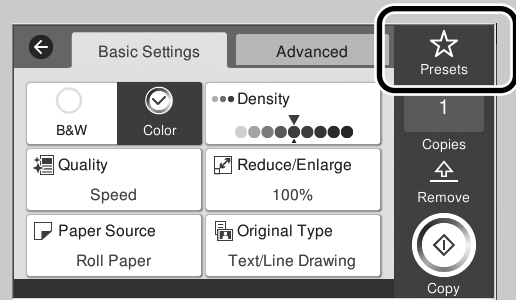 Basic Settings
Advanced
Presets
B&W
Color
Density
1
Copies
Quality
Speed
Reduce/Enlarge
100%
Remove
Paper Source
Roll Paper
Original Type
Text/Line Drawing
Copy